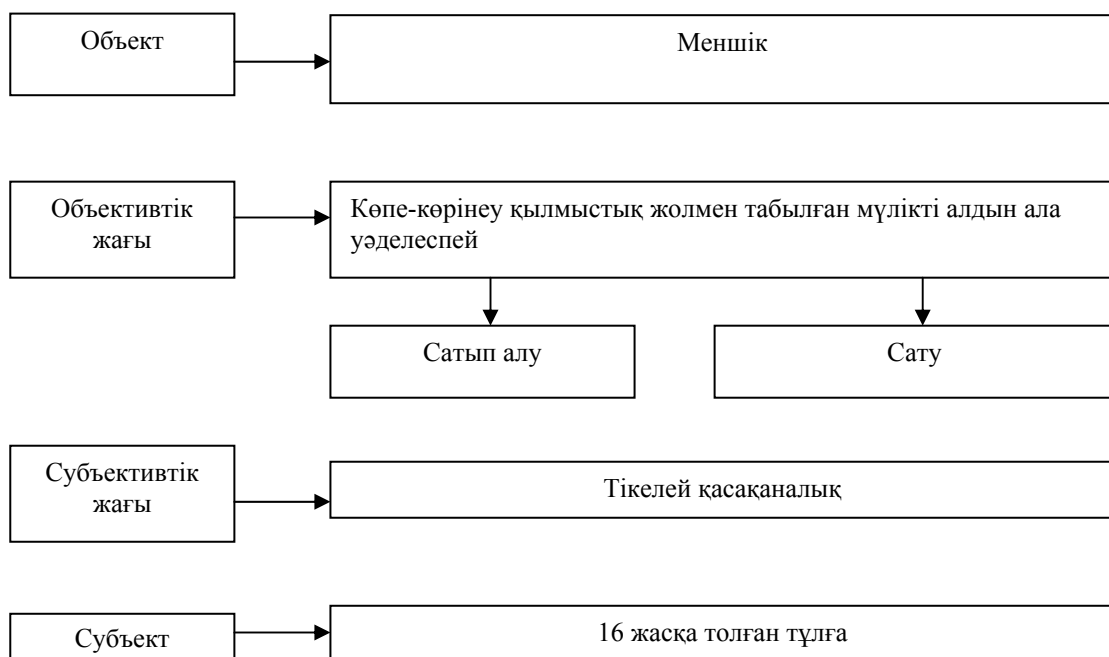 Объект
Меншік
Объективтік
жағы
Көпе-көрінеу қылмыстық жолмен табылған мүлікті алдын ала
уәделеспей
Сатып алу
Сату
Субъективтік
жағы
Тікелей қасақаналық
Субъект
16 жасқа толған тұлға